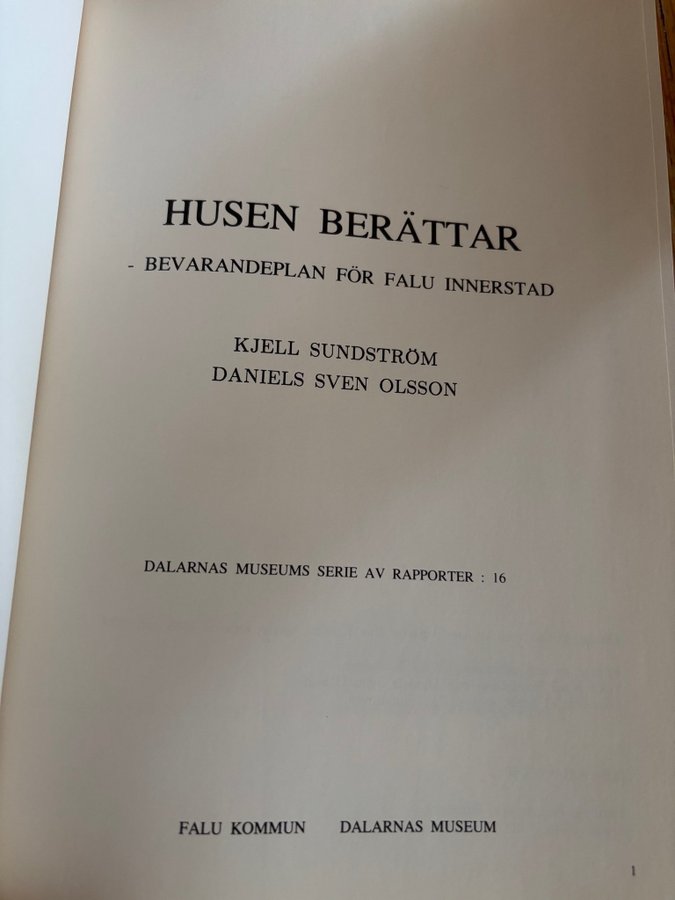 HUSEN BERÄTTAR
- BEVARANDEPLAN FÖR FALU INNERSTAD
KJELL SUNDSTRÖM
DANIELS SVEN OLSSON
DALARNAS MUSEUMS SERIE AV RAPPORTER : 16
FALU KOMMUN DALARNAS MUSEUM
1